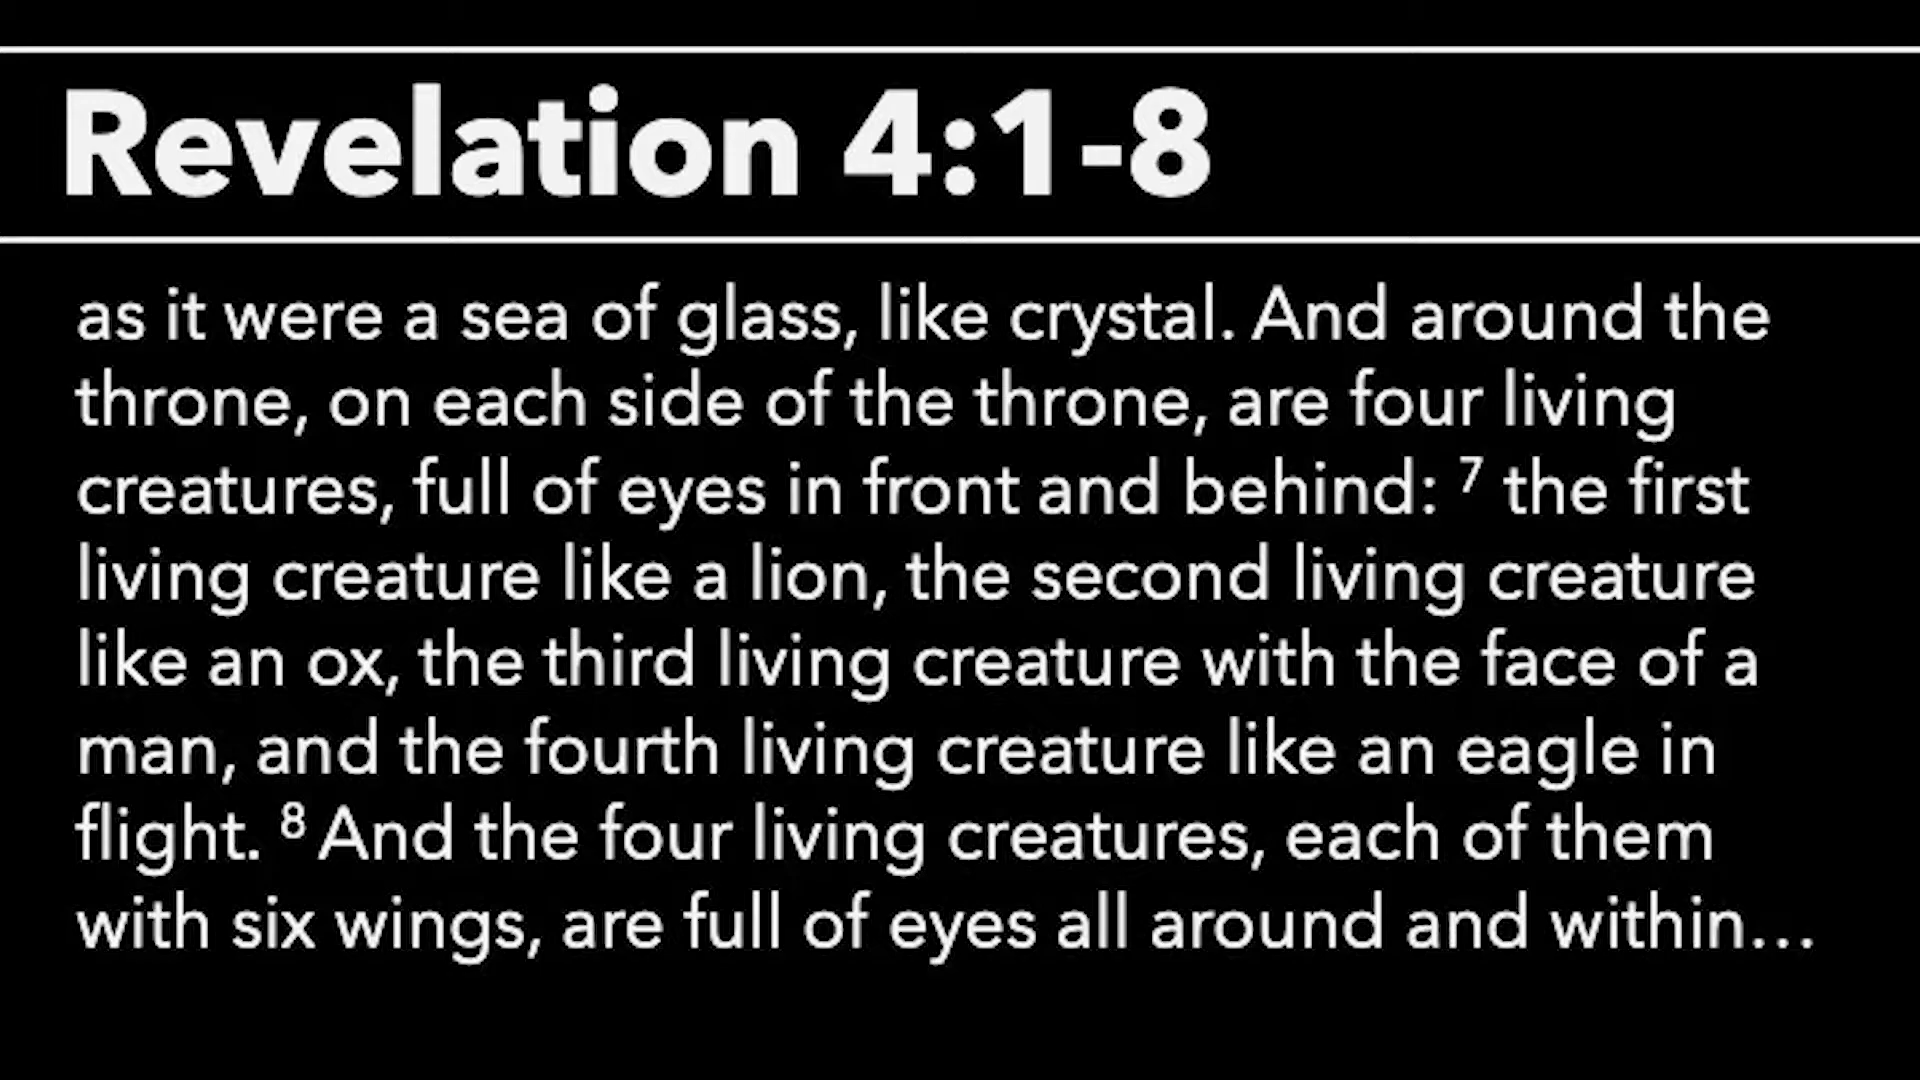 Revelation 4:1-8
as it were a sea of glass, like crystal. And around the
throne, on each side of the throne, are four living
creatures, full of eyes in front and behind: ⁷ the first
living creature like a lion, the second living creature
like an ox, the third living creature with the face of a
man, and the fourth living creature like an eagle in
flight. ⁸ And the four living creatures, each of them
with six wings, are full of eyes all around and within…